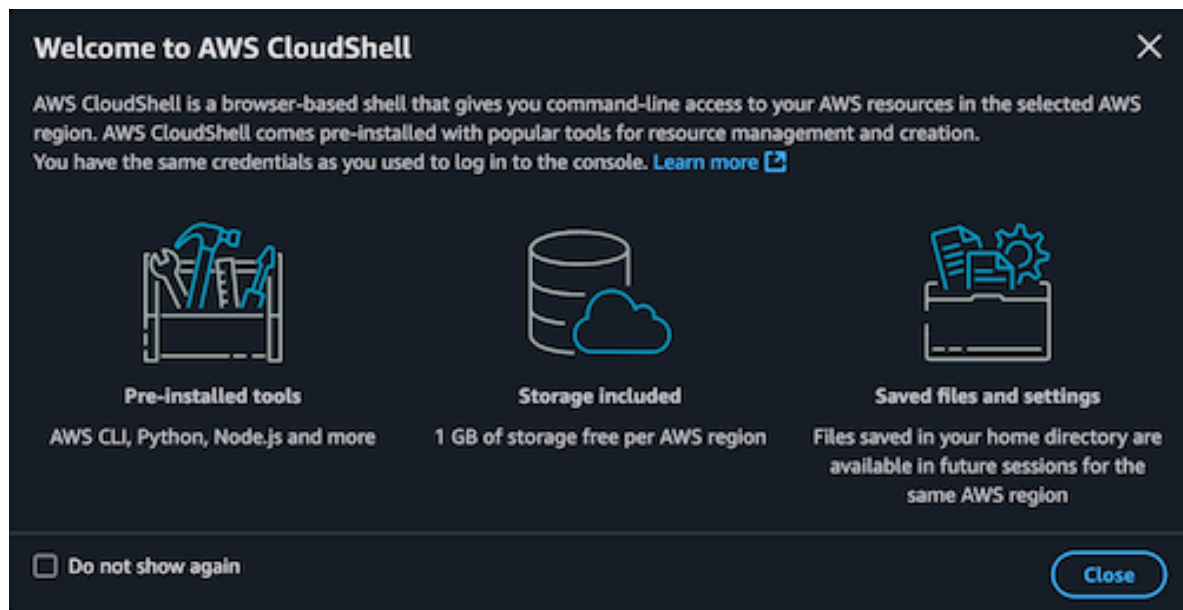 Welcome to AWS CloudShell
AWS CloudShell is a browser-based shell that gives you command-line access to your AWS resources in the selected AWS
region. AWS CloudShell comes pre-installed with popular tools for resource management and creation.
You have the same credentials as you used to log in to the console. Learn more
Pre-installed tools
AWS CLI, Python, Node.js and more
Storage included
1 GB of storage free per AWS region
Saved files and settings
Files saved in your home directory are
available in future sessions for the
same AWS region
Do not show again
Close